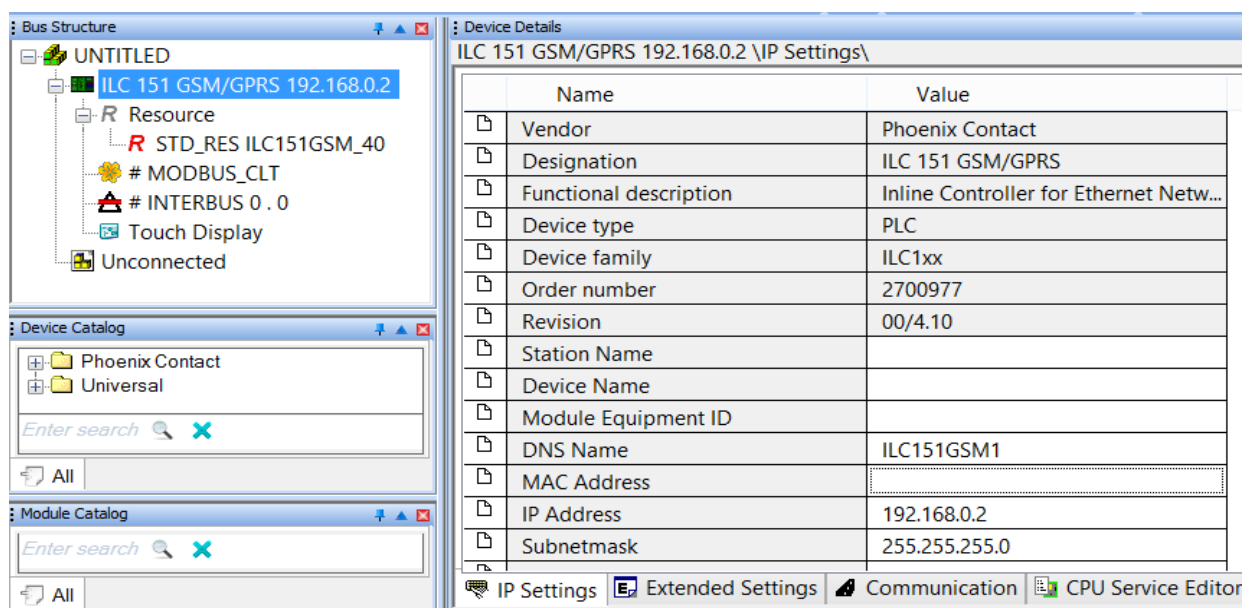 Bus Structure
UNTITLED
ILC 151 GSM/GPRS 192.168.0.2
R Resource
R STD_RES ILC151GSM_40
# MODBUS_CLT
# INTERBUS 0 . 0
Touch Display
Unconnected
Device Catalog
Phoenix Contact
Universal
Enter search
All
Module Catalog
Enter search
All
Device Details
ILC 151 GSM/GPRS 192.168.0.2 \IP Settings\
Name Value
Vendor Phoenix Contact
Designation ILC 151 GSM/GPRS
Functional description Inline Controller for Ethernet Netw...
Device type PLC
Device family ILC1xx
Order number 2700977
Revision 00/4.10
Station Name
Device Name
Module Equipment ID
DNS Name ILC151GSM1
MAC Address
IP Address 192.168.0.2
Subnetmask 255.255.255.0
IP Settings Extended Settings Communication CPU Service Editor